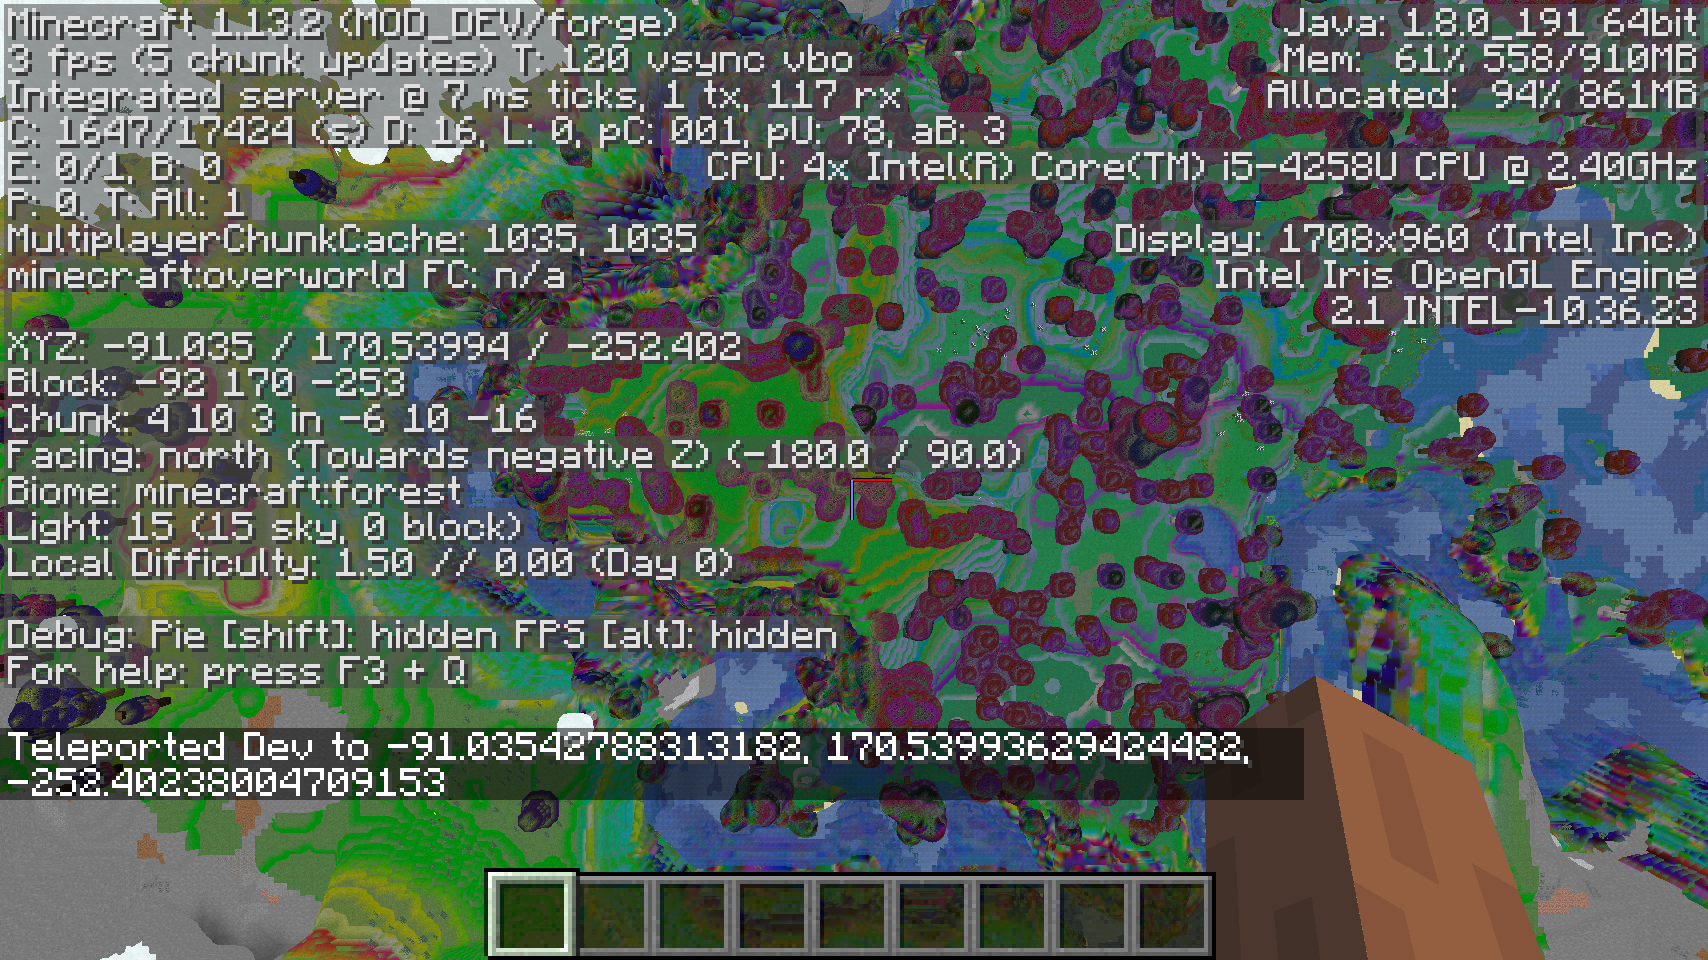 Minecraft 1.13.2 (MOD_DEV/forge)
3 fps (5 chunk updates) T: 120 vsync vbo
Integrated server @ 7 ms ticks, 1 tx, 117 rx
C: 1647/17424 (s) D: 16, L: 0, pC: 001, pU: 78, aB: 3
E: 0/1, B: 0
P: 0. T: All: 1
MultiplayerChunkCache: 1035, 1035
minecraft:overworld FC: n/a
XYZ: -91.035 / 170.53994 / -252.402
Block: -92 170 -253
Chunk: 4 10 3 in -6 10 -16
Facing: north (Towards negative Z) (-180.0 / 90.0)
Biome: minecraft:forest
Light: 15 (15 sky, 0 block)
Local Difficulty: 1.50 // 0.00 (Day 0)
Debug: Pie [shift]: hidden FPS [alt]: hidden
For help: press F3 + Q
Java: 1.8.0_191 64bit
Mem: 61% 558/910MB
Allocated: 94% 861MB
CPU: 4x Intel(R) Core(TM) i5-4258U CPU @ 2.40GHz
Display: 1708x960 (Intel Inc.)
Intel Iris OpenGL Engine
2.1 INTEL-10.36.23
Teleported Dev to -91.03542788313182, 170.53993629424482,
-252.40238004709153